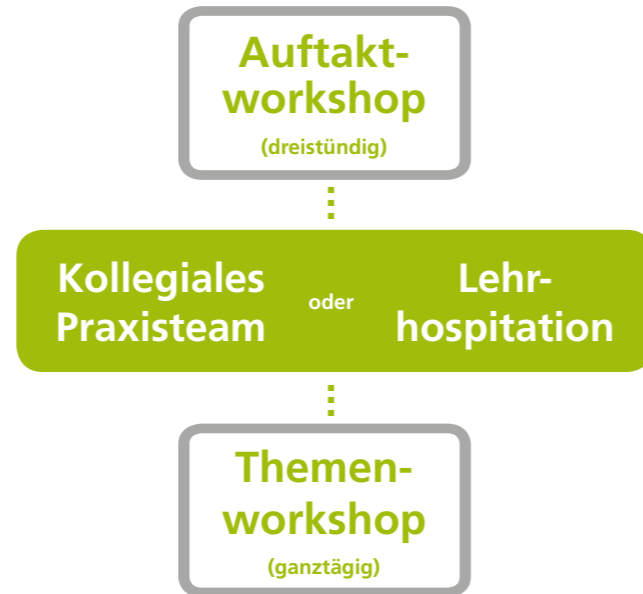 Auftakt-
workshop
(dreistündig)
Kollegiales
Praxisteam
oder
Lehr-
hospitation
Themen-
workshop
(ganztägig)